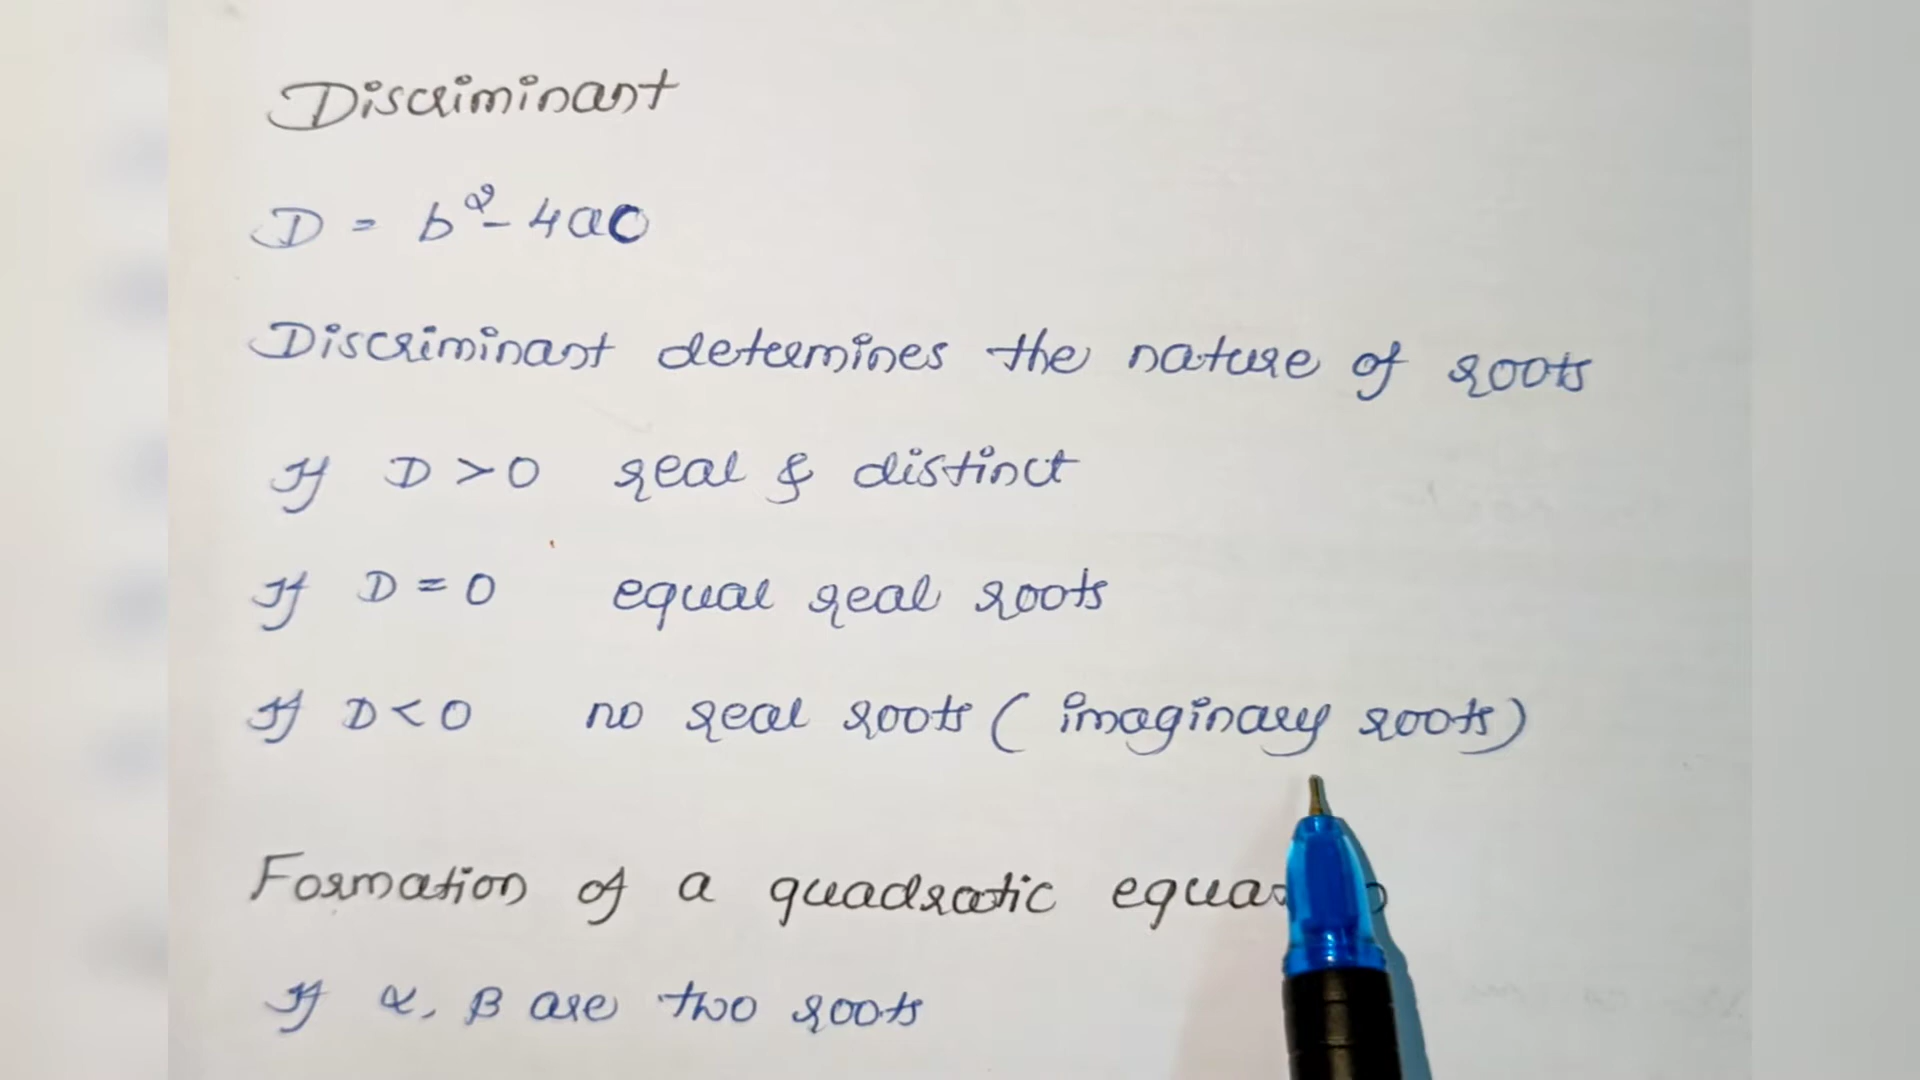 Discriminant
D = b² - 4ac
Discriminant determines the nature of roots
If D > 0 real & distinct
If D = 0 equal real roots
If D < 0 no real roots ( imaginary roots )
Formation of a quadratic
If α, β are two roots